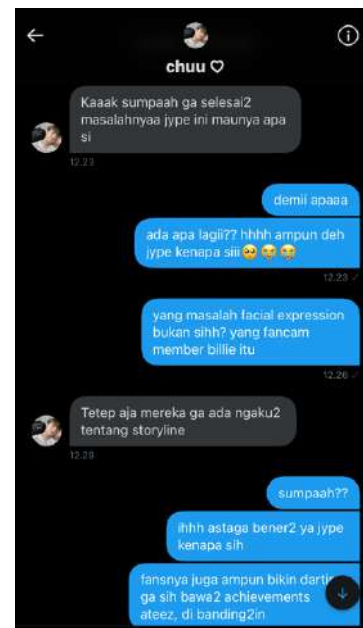 chuu ♡
Kaaak sumpaah ga selesai2
masalahnyaa jype ini maunya apa
si
12.23
demii apaaa
ada apa lagii?? hhhh ampun deh
jype kenapa siii 🥺😂😂
12.23 ✓
yang masalah facial expression
bukan sihh? yang fancam
member billie itu
12.26 ✓
Tetep aja mereka ga ada ngaku2
tentang storyline
12.29
sumpaah??
ihhh astaga bener2 ya jype
kenapa sih
fansnya juga ampun bikin
ga sih bawa2 achievements
ateez, di banding2in